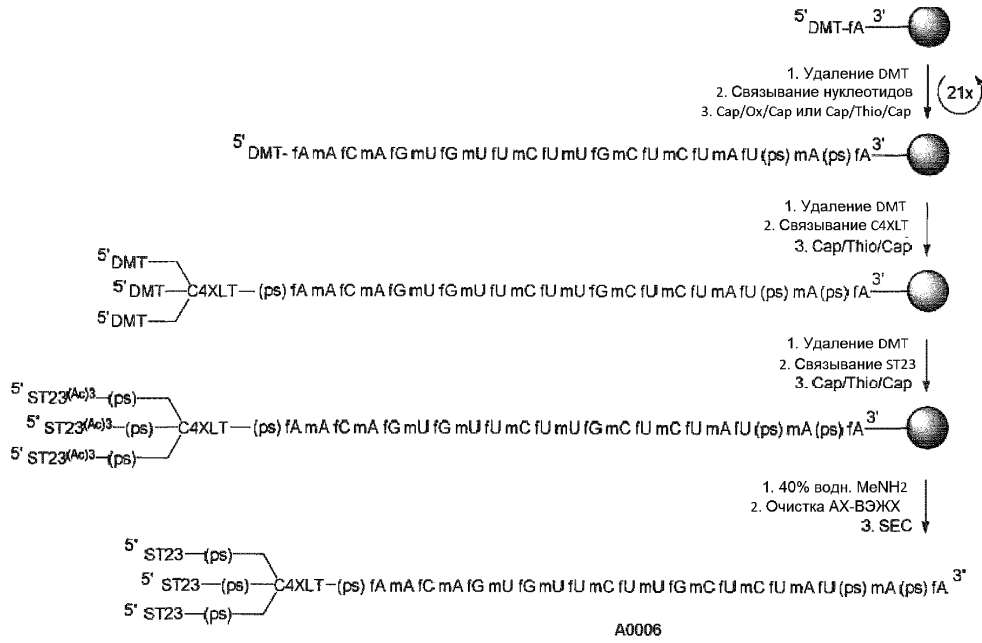 5' DMT-fA 3'
1. Удаление DMT
2. Связывание нуклеотидов
3. Cap/Ox/Cap или Cap/Thio/Cap
21x
5' DMT- fA mA fC mA fG mU fG mU fU mC fU mU fG mC fU mC fU mA fU (ps) mA (ps) fA 3'
1. Удаление DMT
2. Связывание C4XLT
3. Cap/Thio/Cap
5' DMT
5' DMT—C4XLT—(ps) fA mA fC mA fG mU fG mU fU mC fU mU fG mC fU mC fU mA fU (ps) mA (ps) fA 3'
5' DMT
1. Удаление DMT
2. Связывание ST23
3. Cap/Thio/Cap
5' ST23(Ac)3—(ps)
5' ST23(Ac)3—(ps)—C4XLT—(ps) fA mA fC mA fG mU fG mU fU mC fU mU fG mC fU mC fU mA fU (ps) mA (ps) fA 3'
5' ST23(Ac)3—(ps)
1. 40% водн. MeNH2
2. Очистка АХ-ВЭЖХ
3. SEC
5' ST23—(ps)
5' ST23—(ps)—C4XLT—(ps) fA mA fC mA fG mU fG mU fU mC fU mU fG mC fU mC fU mA fU (ps) mA (ps) fA 3'
5' ST23—(ps)
A0006